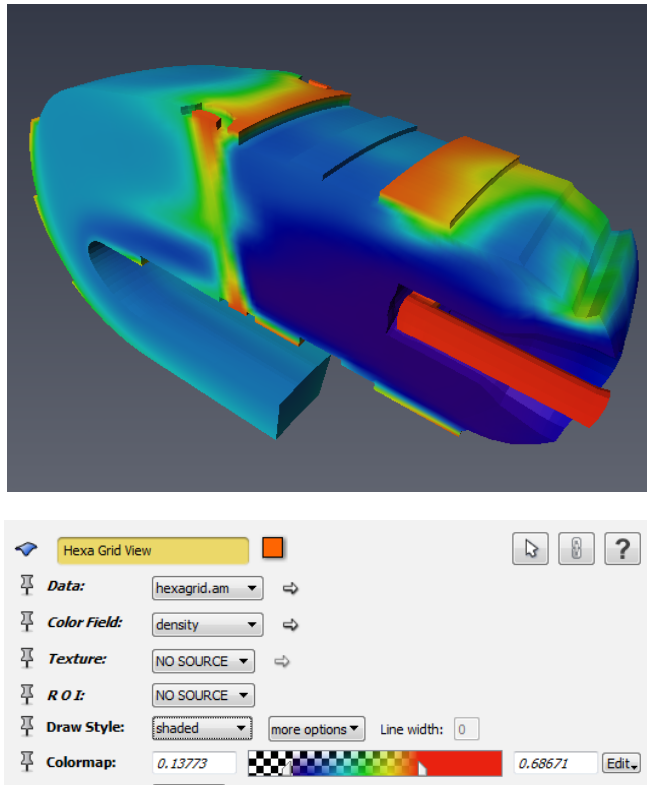 Hexa Grid View
?
Data: hexagrid.am
Color Field: density
Texture: NO SOURCE
R O I: NO SOURCE
Draw Style: shaded more options Line width: 0
Colormap: 0.13773 0.68671 Edit